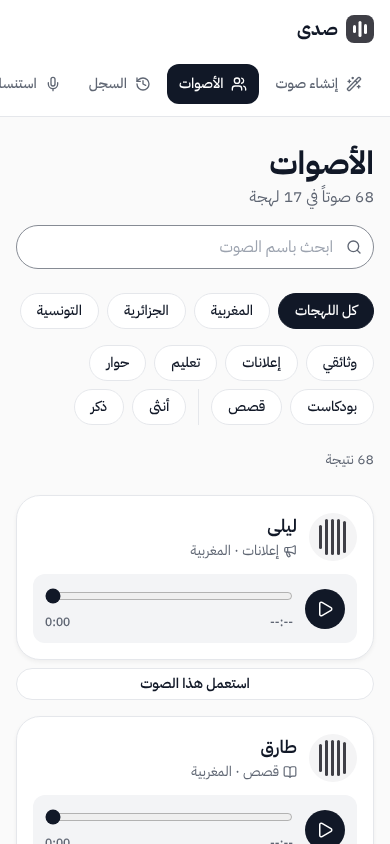 صدى
إنشاء صوت
الأصوات
السجل
استنسا
الأصوات
68 صوتاً في 17 لهجة
ابحث باسم الصوت
كل اللهجات
المغربية
الجزائرية
التونسية
وثائقي
إعلانات
تعليم
حوار
بودكاست
قصص
أنثى
ذكر
68 نتيجة
ليلى
إعلانات · المغربية
0:00
--:--
استعمل هذا الصوت
طارق
قصص · المغربية
0:00
--:--